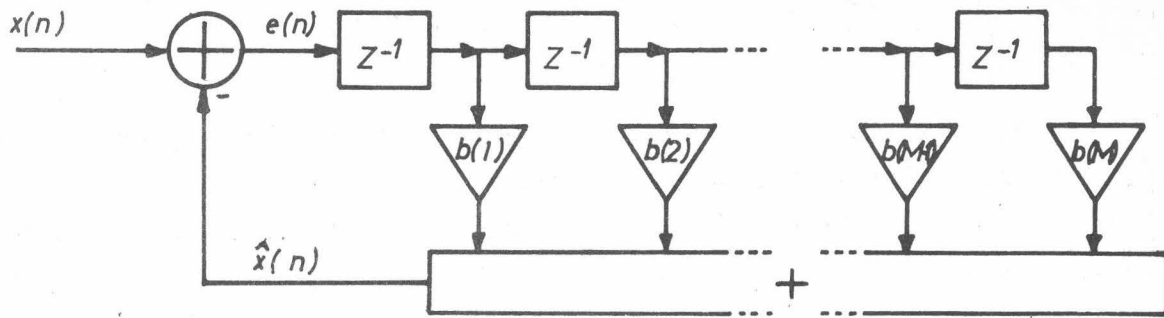 x(n)
e(n)
Z⁻¹
Z⁻¹
Z⁻¹
-
b(1)
b(2)
b(M-1)
b(M)
x̂(n)
+